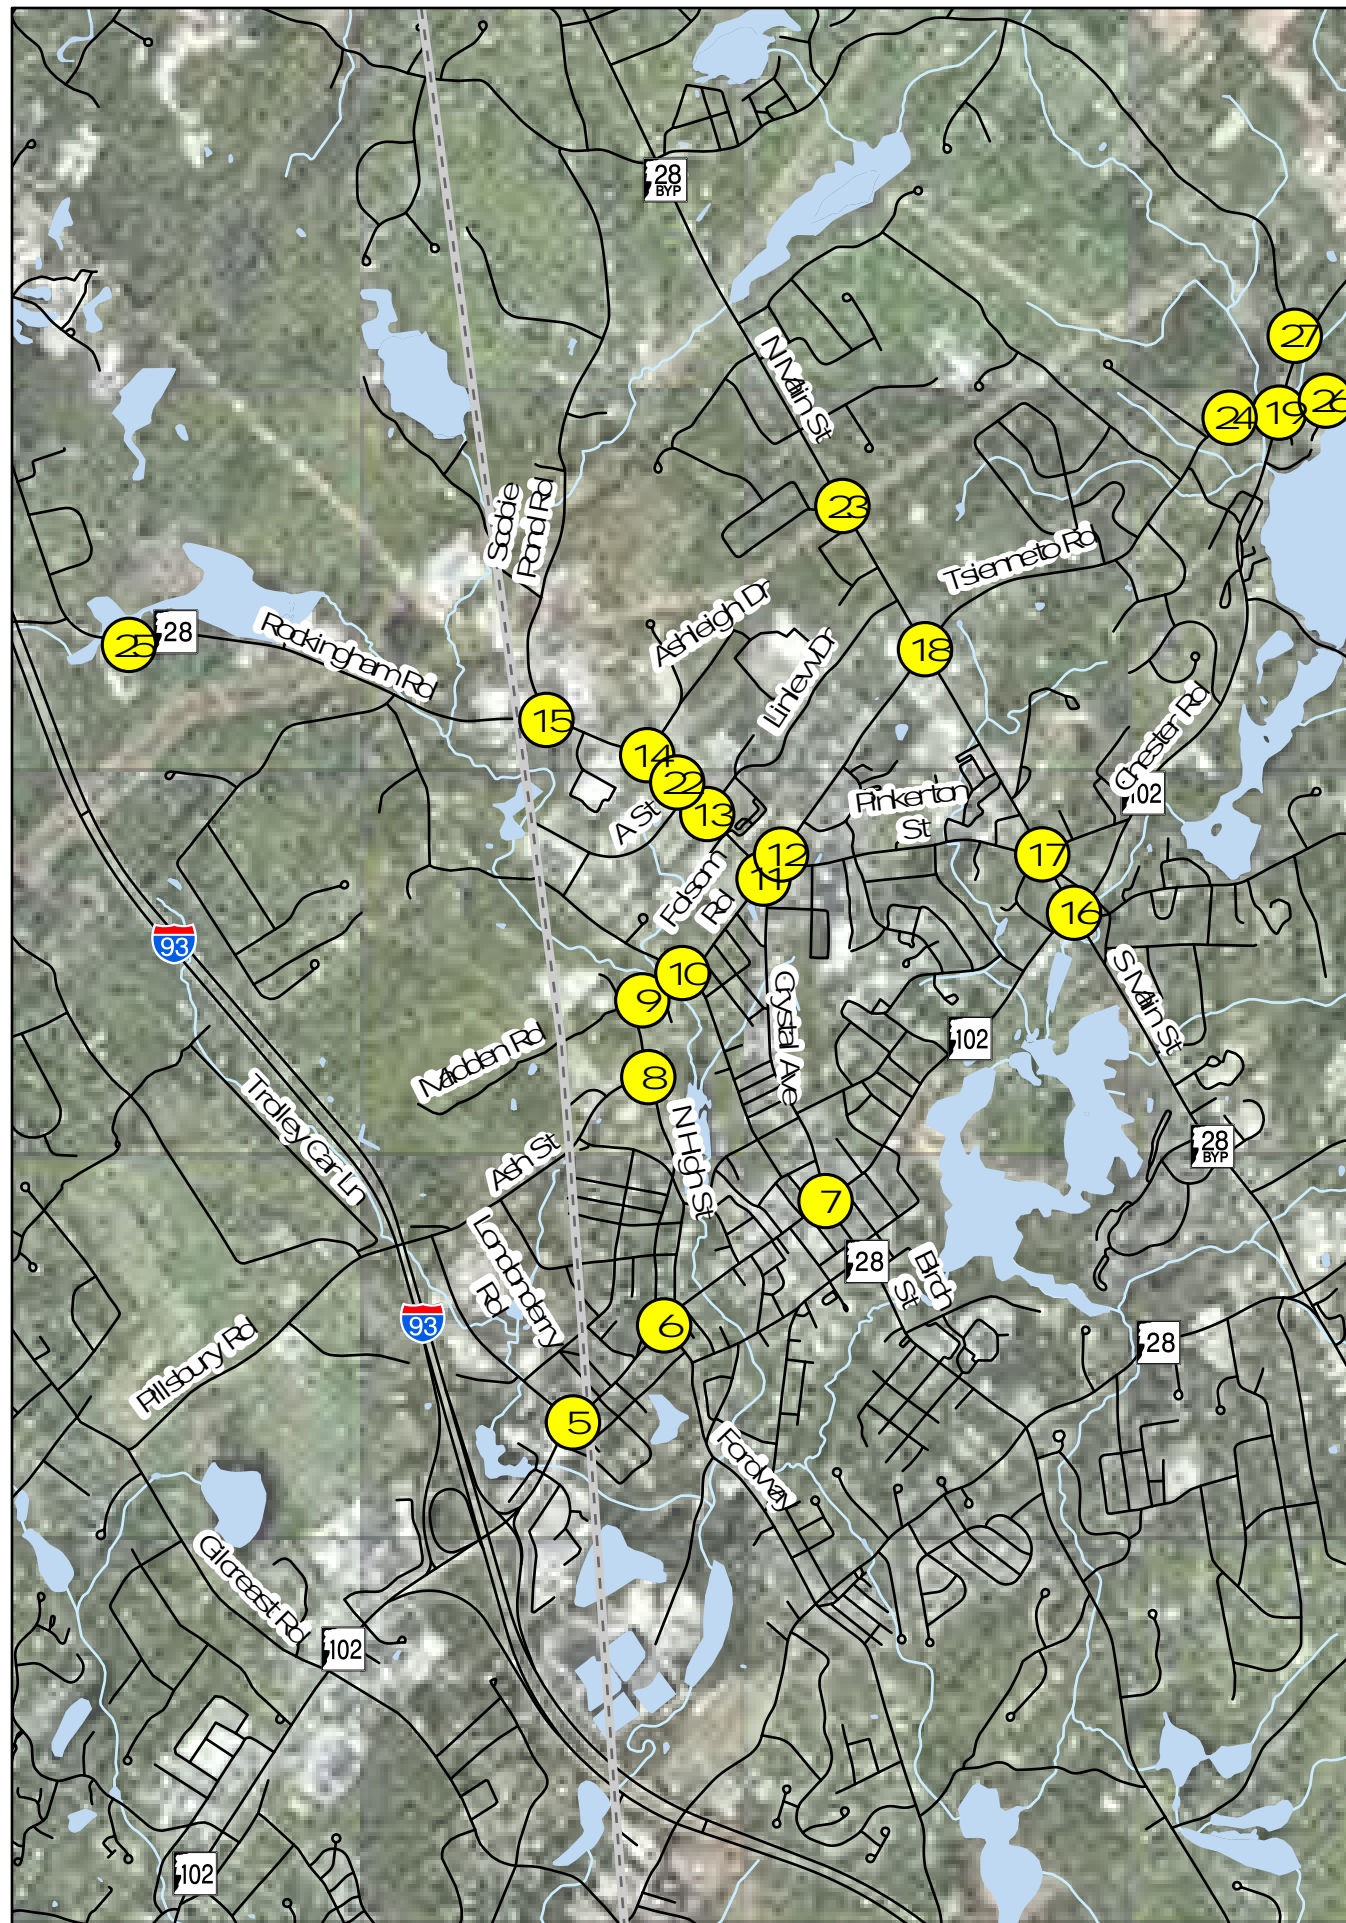 28
BYP
27
26
19
24
N Main St
23
Scobie
Pond Rd
Tsienneto Rd
Ashleigh Dr
28
25
Rockingham Rd
Linlew Dr
18
15
Chester Rd
14
22
102
A St
13
Pinkerton
St
12
17
11
Folsom
Rd
16
93
10
S Main St
9
Crystal Ave
102
Madden Rd
8
Trolley Car Ln
N High St
28
BYP
Ash St
7
Londonderry
Rd
28
Birch
St
93
6
28
Pillsbury Rd
5
Fordway
Gilcreast Rd
102
102